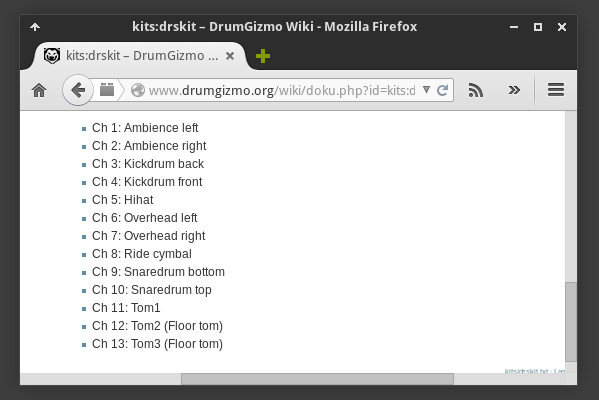 kits:drskit – DrumGizmo Wiki - Mozilla Firefox
kits:drskit – DrumGizmo ...
www.drumgizmo.org/wiki/doku.php?id=kits:d
Ch 1: Ambience left
Ch 2: Ambience right
Ch 3: Kickdrum back
Ch 4: Kickdrum front
Ch 5: Hihat
Ch 6: Overhead left
Ch 7: Overhead right
Ch 8: Ride cymbal
Ch 9: Snaredrum bottom
Ch 10: Snaredrum top
Ch 11: Tom1
Ch 12: Tom2 (Floor tom)
Ch 13: Tom3 (Floor tom)
kits/drskit.txt